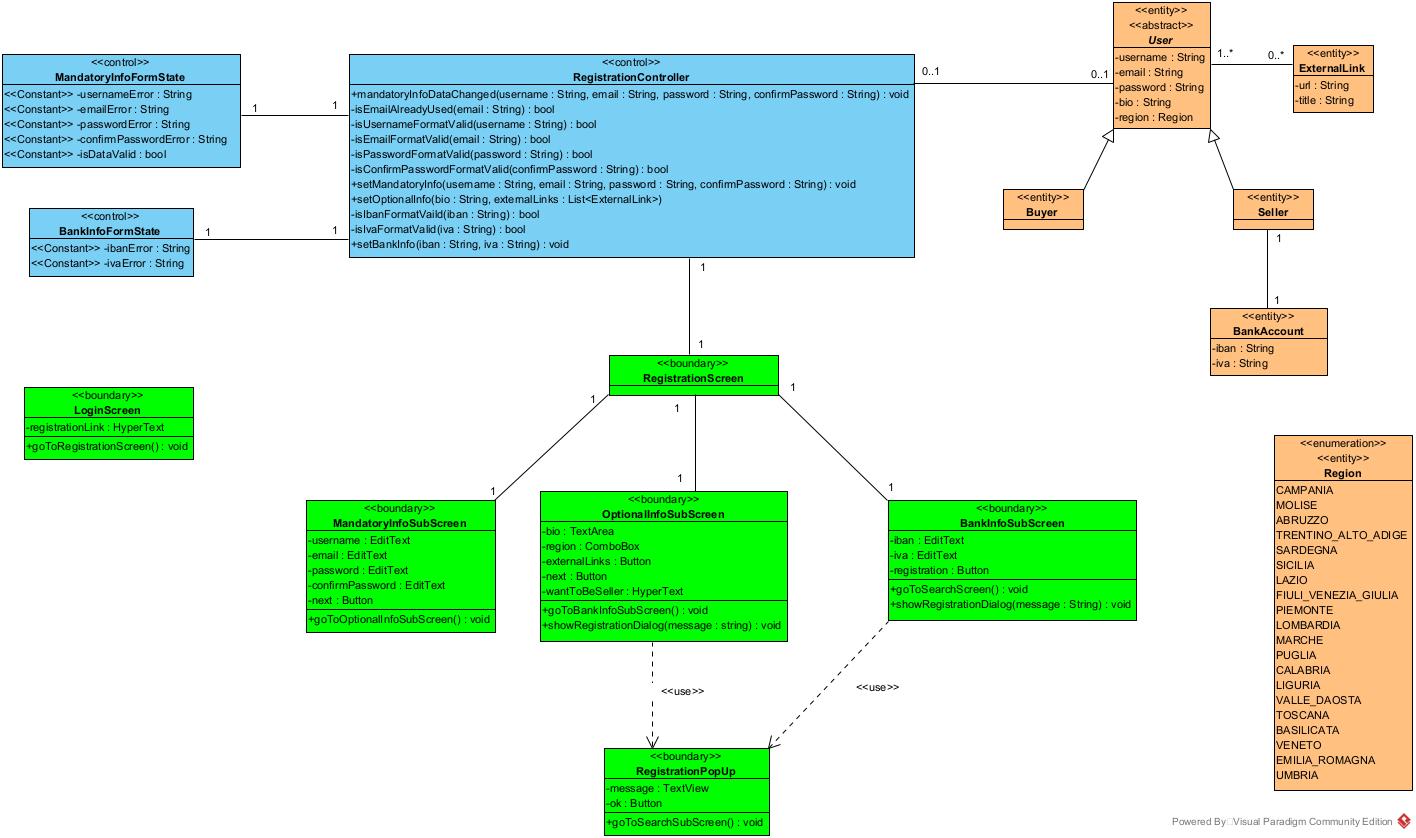 <<control>>
MandatoryInfoFormState
<<Constant>> -usernameError : String
<<Constant>> -emailError : String
<<Constant>> -passwordError : String
<<Constant>> -confirmPasswordError : String
<<Constant>> -isDataValid : bool
1
1
<<control>>
BankInfoFormState
<<Constant>> -ibanError : String
<<Constant>> -ivaError : String
1
1
<<control>>
RegistrationController
+mandatoryInfoDataChanged(username : String, email : String, password : String, confirmPassword : String) : void
-isEmailAlreadyUsed(email : String) : bool
-isUsernameFormatValid(username : String) : bool
-isEmailFormatValid(email : String) : bool
-isPasswordFormatValid(password : String) : bool
-isConfirmPasswordFormatValid(confirmPassword : String) : bool
+setMandatoryInfo(username : String, email : String, password : String, confirmPassword : String) : void
+setOptionalInfo(bio : String, externalLinks : List<ExternalLink>)
-isIbanFormatVaild(iban : String) : bool
-isIvaFormatValid(iva : String) : bool
+setBankInfo(iban : String, iva : String) : void
0..1
0..1
<<entity>>
<<abstract>>
User
-username : String
-email : String
-password : String
-bio : String
-region : Region
1..*
0..*
<<entity>>
ExternalLink
-url : String
-title : String
<<entity>>
Buyer
<<entity>>
Seller
1
1
<<entity>>
BankAccount
-iban : String
-iva : String
1
1
<<boundary>>
RegistrationScreen
<<boundary>>
LoginScreen
-registrationLink : HyperText
+goToRegistrationScreen() : void
1
1
1
1
1
1
<<boundary>>
MandatoryInfoSubScreen
-username : EditText
-email : EditText
-password : EditText
-confirmPassword : EditText
-next : Button
+goToOptionalInfoSubScreen() : void
<<boundary>>
OptionalInfoSubScreen
-bio : TextArea
-region : ComboBox
-externalLinks : Button
-next : Button
-wantToBeSeller : HyperText
+goToBankInfoSubScreen() : void
+showRegistrationDialog(message : string) : void
<<boundary>>
BankInfoSubScreen
-iban : EditText
-iva : EditText
-registration : Button
+goToSearchScreen() : void
+showRegistrationDialog(message : String) : void
<<use>>
<<use>>
<<boundary>>
RegistrationPopUp
-message : TextView
-ok : Button
+goToSearchSubScreen() : void
<<enumeration>>
<<entity>>
Region
CAMPANIA
MOLISE
ABRUZZO
TRENTINO_ALTO_ADIGE
SARDEGNA
SICILIA
LAZIO
FIULI_VENEZIA_GIULIA
PIEMONTE
LOMBARDIA
MARCHE
PUGLIA
CALABRIA
LIGURIA
VALLE_DAOSTA
TOSCANA
BASILICATA
VENETO
EMILIA_ROMAGNA
UMBRIA
Powered By Visual Paradigm Community Edition